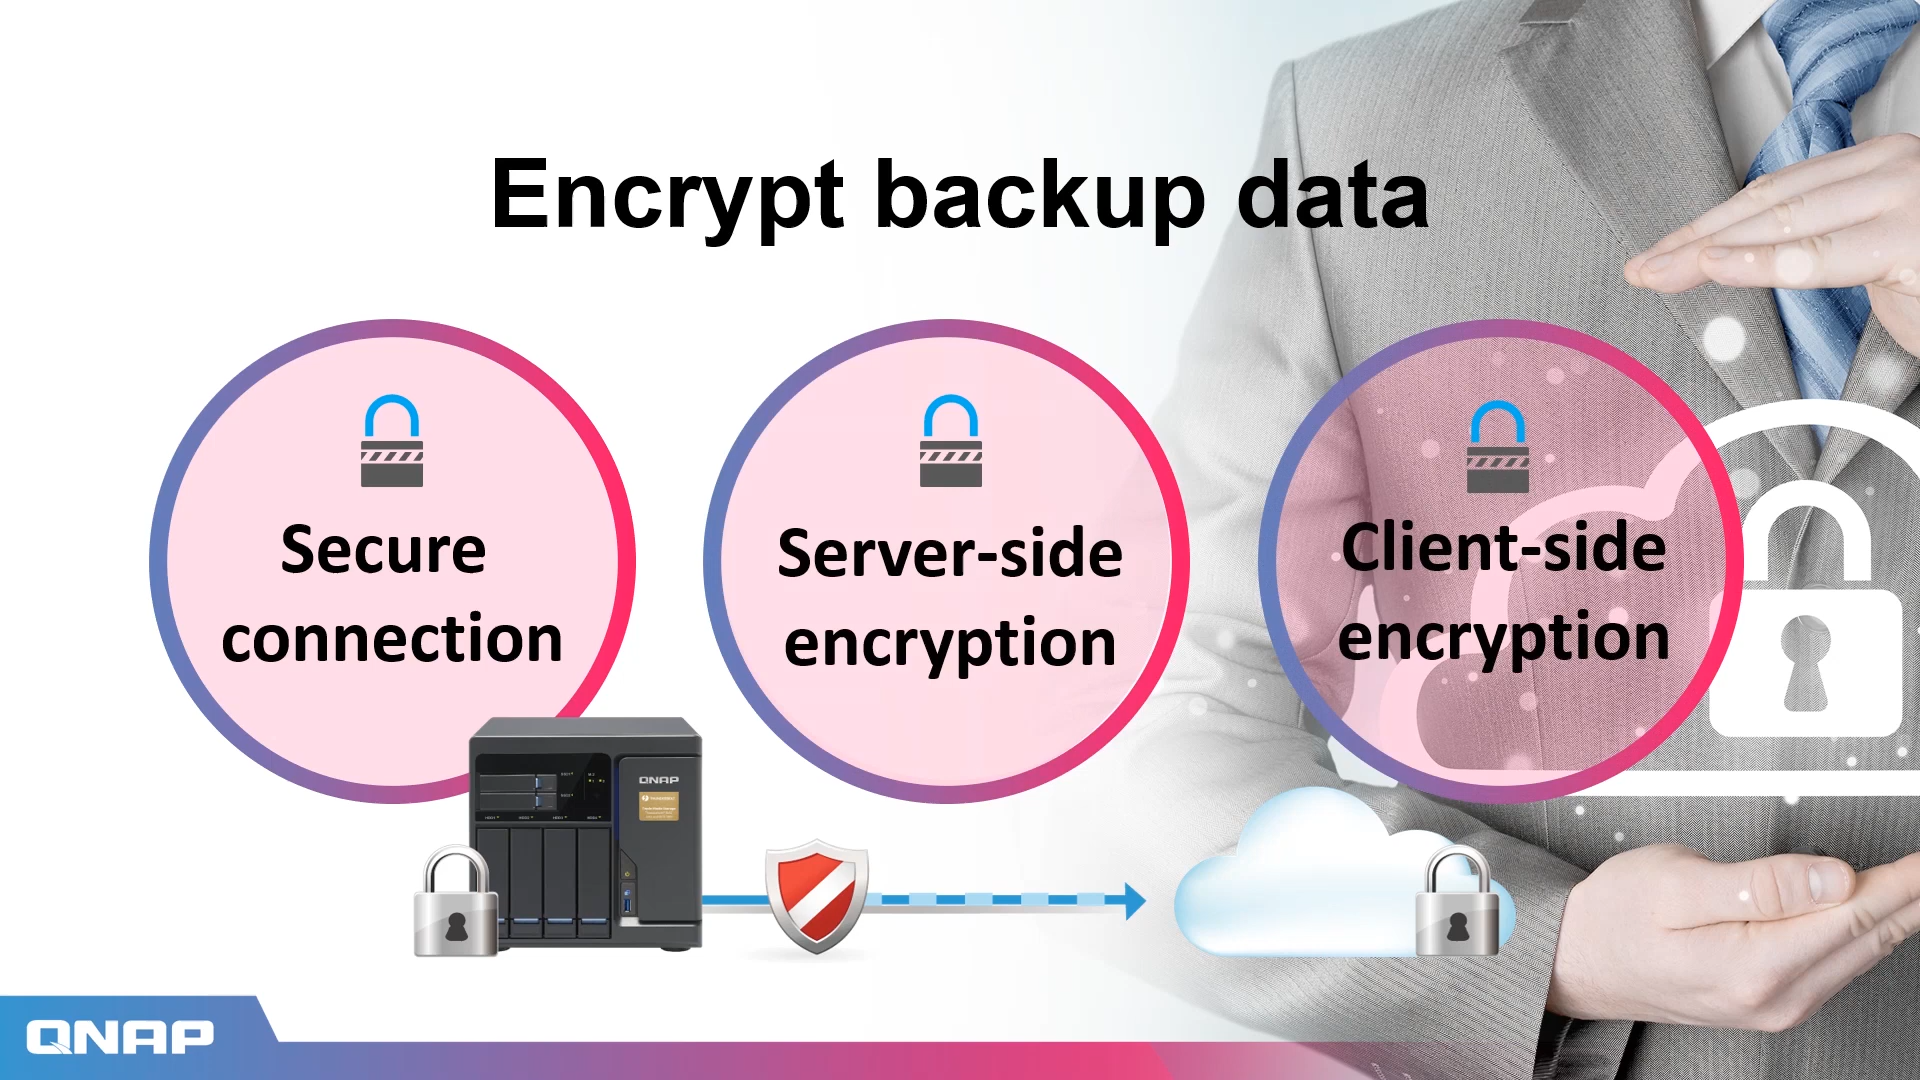 Encrypt backup data
Secure
connection
Server-side
encryption
Client-side
encryption
QNAP
QNAP